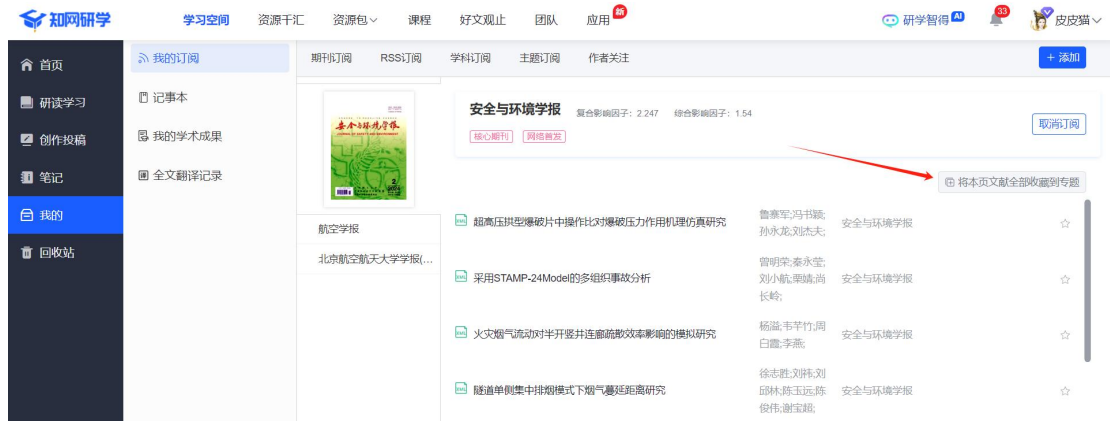 知网研学
学习空间 资源干汇 资源包 课程 好文观止 团队 应用 新
研学智得 AI 33 皮皮猫
首页
研读学习
创作投稿
笔记
我的
回收站
我的订阅
记事本
我的学术成果
全文翻译记录
期刊订阅 RSS订阅 学科订阅 主题订阅 作者关注
+ 添加
安全与环境学报
航空学报
北京航空航天大学学报(...
安全与环境学报 复合影响因子：2.247 综合影响因子：1.54
核心期刊 网络首发
取消订阅
将本页文献全部收藏到专题
超高压拱型爆破片中操作比对爆破压力作用机理仿真研究
鲁寨军;冯书颖;
孙永龙;刘杰夫;
安全与环境学报
采用STAMP-24Model的多组织事故分析
曾明荣;秦永莹;
刘小航;栗婧;尚
长岭;
安全与环境学报
火灾烟气流动对半开竖井连廊疏散效率影响的模拟研究
杨溢;韦芊竹;周
臼霞;李燕;
安全与环境学报
隧道单侧集中排烟模式下烟气蔓延距离研究
徐志胜;刘祎;刘
邱林;陈玉远;陈
俊伟;谢宝超;
安全与环境学报